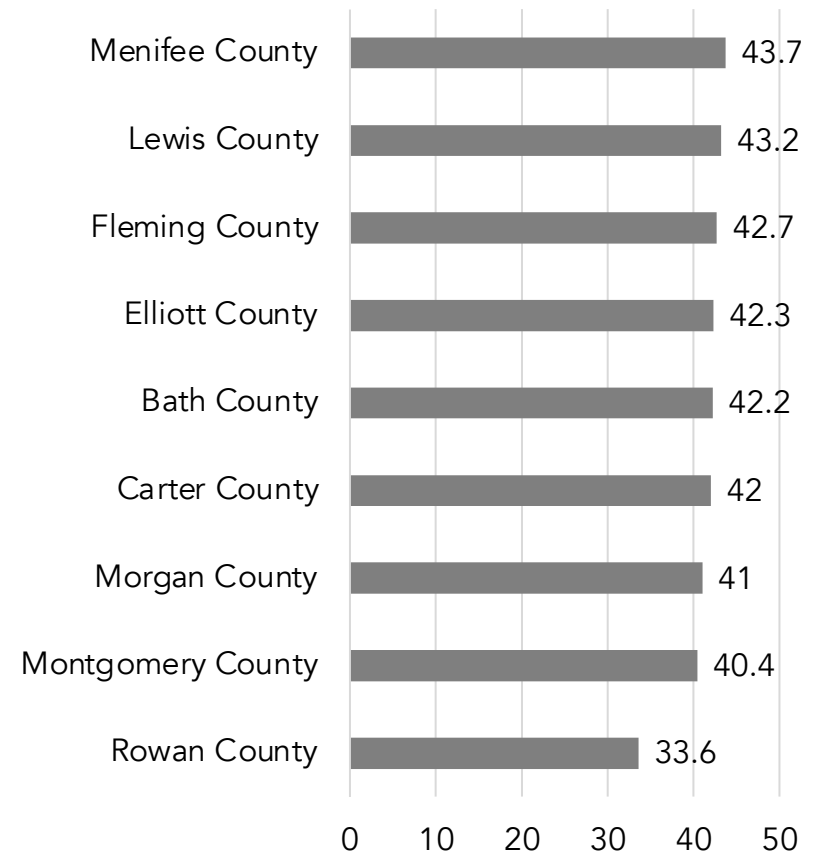 Menifee County 43.7
Lewis County 43.2
Fleming County 42.7
Elliott County 42.3
Bath County 42.2
Carter County 42
Morgan County 41
Montgomery County 40.4
Rowan County 33.6
0 10 20 30 40 50